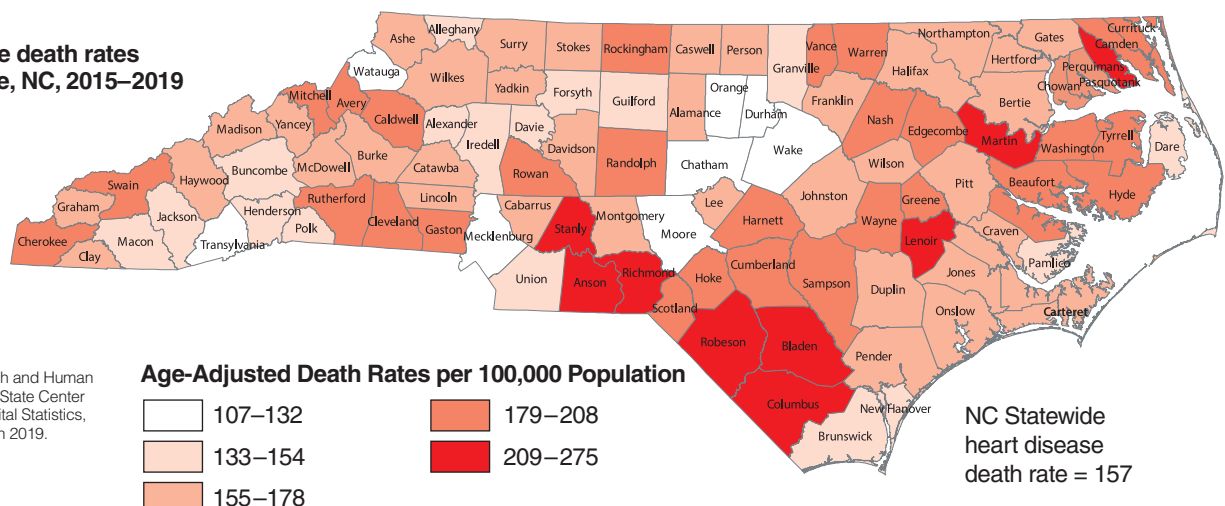 e death rates
e, NC, 2015–2019
Alleghany
Ashe
Surry
Stokes
Rockingham
Caswell
Person
Granville
Vance
Warren
Northampton
Gates
Currituck
Camden
Pasquotank
Perquimans
Chowan
Hertford
Halifax
Bertie
Watauga
Wilkes
Yadkin
Forsyth
Guilford
Alamance
Orange
Durham
Franklin
Nash
Edgecombe
Martin
Washington
Tyrrell
Dare
Mitchell
Avery
Caldwell
Alexander
Iredell
Davie
Davidson
Randolph
Chatham
Wake
Wilson
Pitt
Beaufort
Hyde
Madison
Yancey
McDowell
Burke
Catawba
Rowan
Lincoln
Cabarrus
Stanly
Montgomery
Moore
Lee
Harnett
Johnston
Wayne
Greene
Lenoir
Craven
Pamlico
Swain
Haywood
Buncombe
Graham
Jackson
Henderson
Rutherford
Cleveland
Gaston
Mecklenburg
Cherokee
Clay
Macon
Transylvania
Polk
Union
Anson
Richmond
Scotland
Hoke
Cumberland
Sampson
Duplin
Jones
Onslow
Carteret
Robeson
Bladen
Pender
Columbus
New Hanover
Brunswick
h and Human
State Center
ital Statistics,
n 2019.
Age-Adjusted Death Rates per 100,000 Population
107–132
133–154
155–178
179–208
209–275
NC Statewide
heart disease
death rate = 157